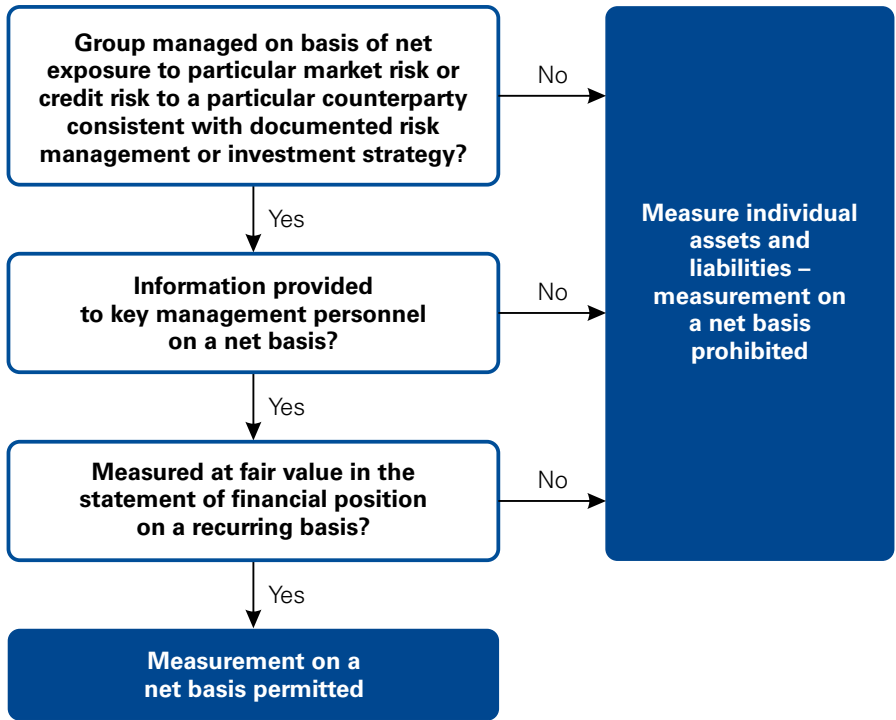 Group managed on basis of net
exposure to particular market risk or
credit risk to a particular counterparty
consistent with documented risk
management or investment strategy?
No
Yes
Measure individual
assets and
liabilities –
measurement on
a net basis
prohibited
Information provided
to key management personnel
on a net basis?
No
Yes
Measured at fair value in the
statement of financial position
on a recurring basis?
No
Yes
Measurement on a
net basis permitted